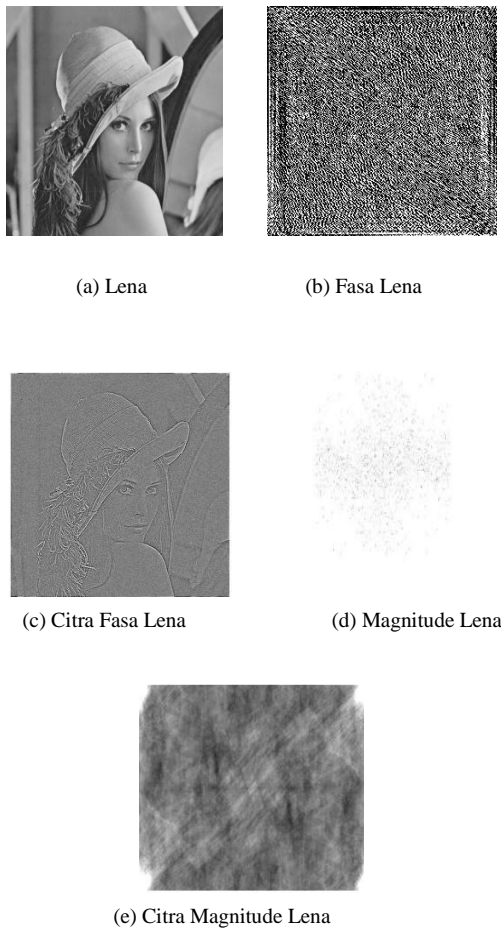 (a) Lena
(b) Fasa Lena
(c) Citra Fasa Lena
(d) Magnitude Lena
(e) Citra Magnitude Lena